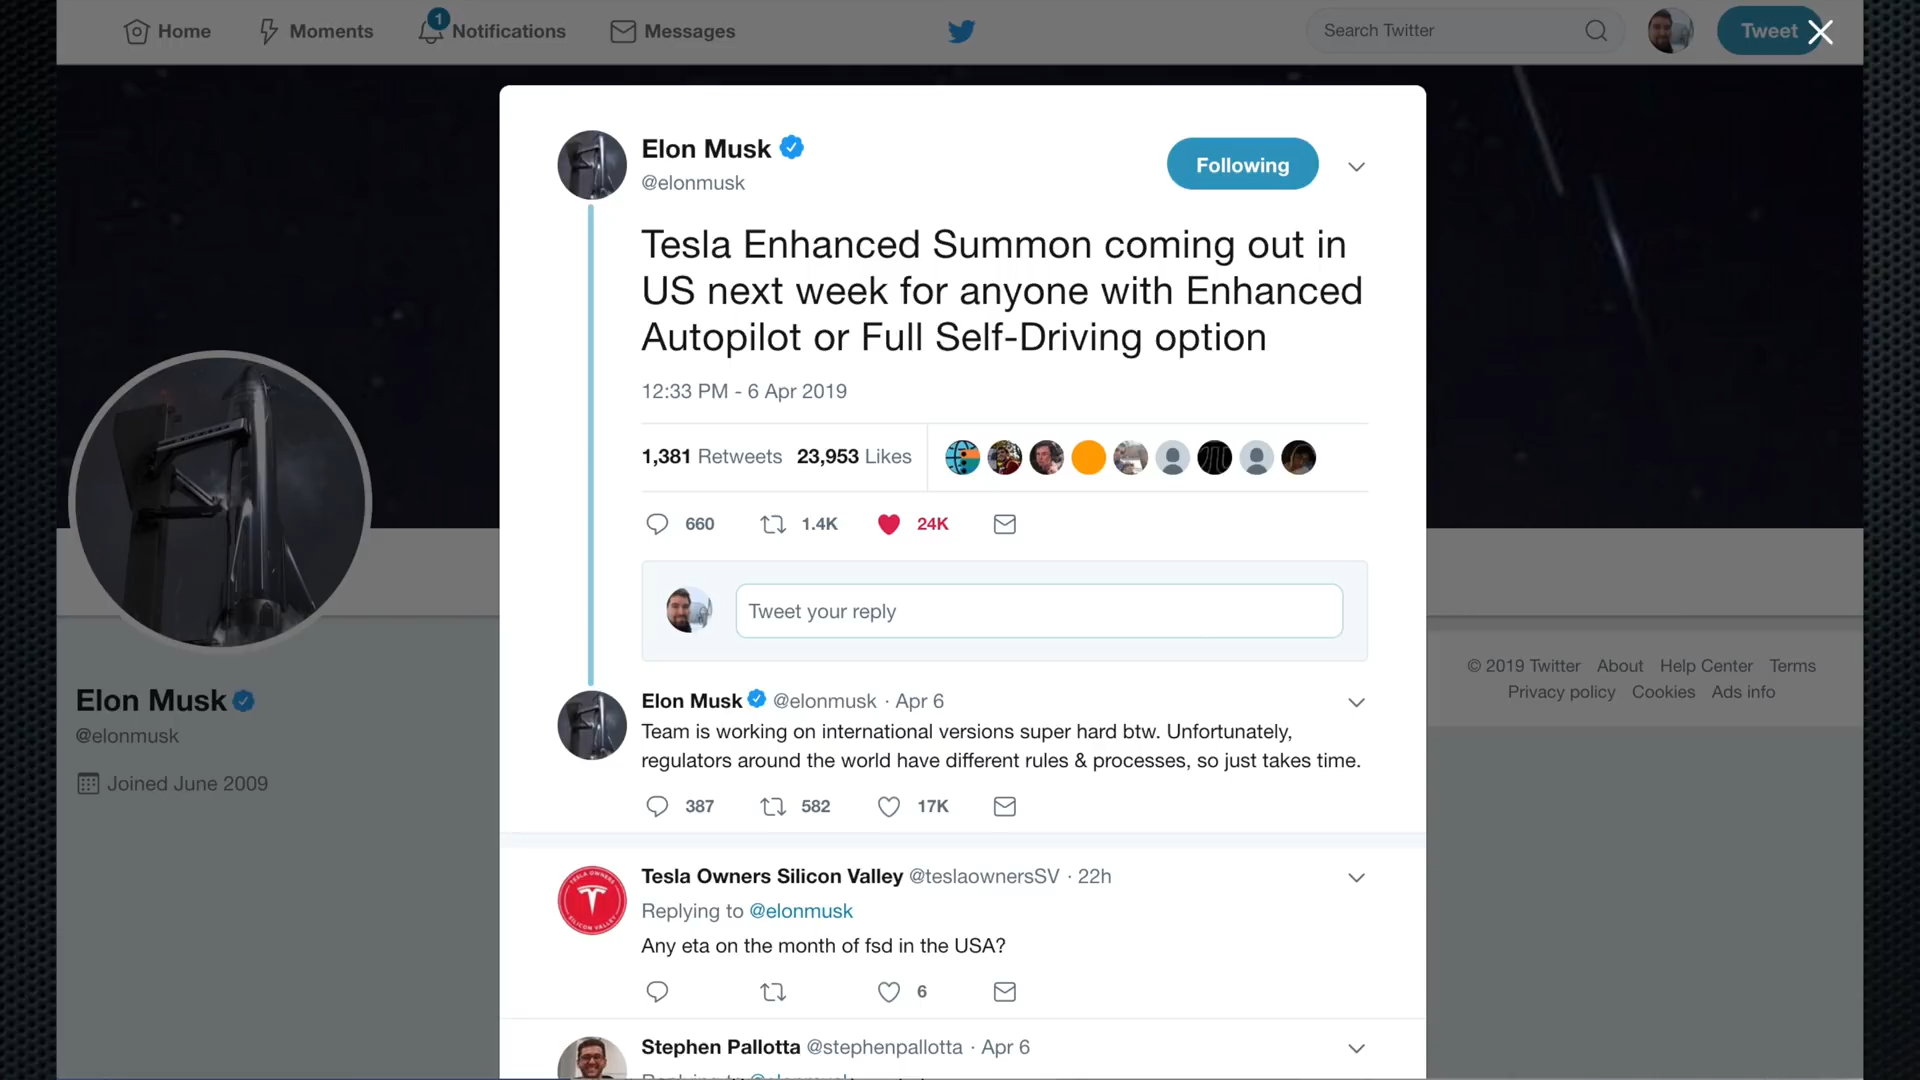 Home
Moments
1
Notifications
Messages
Search Twitter
Tweet
Elon Musk
@elonmusk
Following
Tesla Enhanced Summon coming out in
US next week for anyone with Enhanced
Autopilot or Full Self-Driving option
12:33 PM - 6 Apr 2019
1,381 Retweets 23,953 Likes
660 1.4K 24K
Tweet your reply
Elon Musk @elonmusk · Apr 6
Team is working on international versions super hard btw. Unfortunately,
regulators around the world have different rules & processes, so just takes time.
387 582 17K
Tesla Owners Silicon Valley @teslaownersSV · 22h
Replying to @elonmusk
Any eta on the month of fsd in the USA?
6
Stephen Pallotta @stephenpallotta · Apr 6
Elon Musk
@elonmusk
Joined June 2009
© 2019 Twitter About Help Center Terms
Privacy policy Cookies Ads info
TESLA OWNERS
SILICON VALLEY